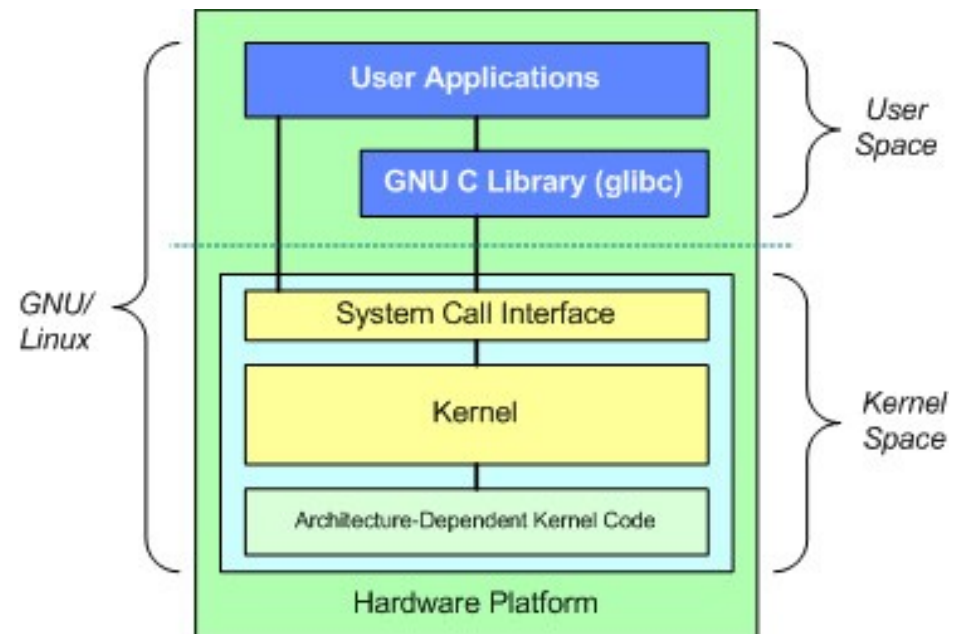 User Applications
User
Space
GNU C Library (glibc)
GNU/
Linux
System Call Interface
Kernel
Kernel
Space
Architecture-Dependent Kernel Code
Hardware Platform